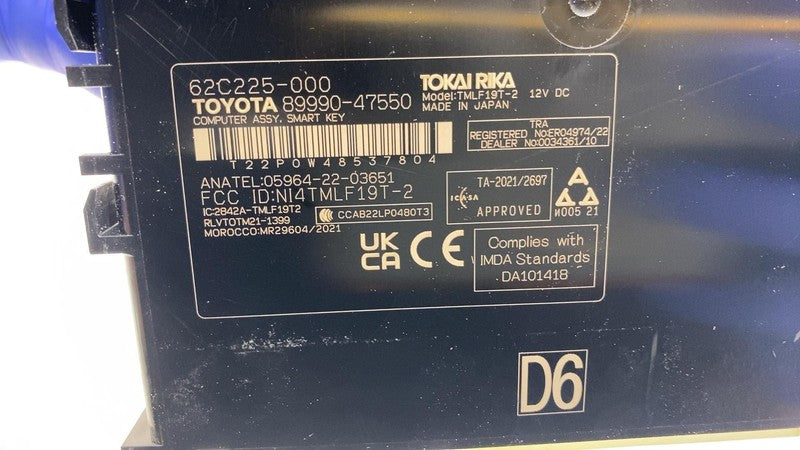 62C225-000
TOKAI RIKA
TOYOTA 89990-47550
Model:TMLF19T-2 12V DC
COMPUTER ASSY. SMART KEY
MADE IN JAPAN
T22P0W48537804
TRA
REGISTERED No:ER04974/22
DEALER No:0034361/10
ANATEL:05964-22-03651
FCC ID:NI4TMLF19T-2
IC:2842A-TMLF19T2
CCAB22LP0480T3
RLVTOTM21-1399
MOROCCO:MR29604/2021
ICASA
TA-2021/2697
APPROVED
И005 21
UK
CA
CE
Complies with
IMDA Standards
DA101418
D6